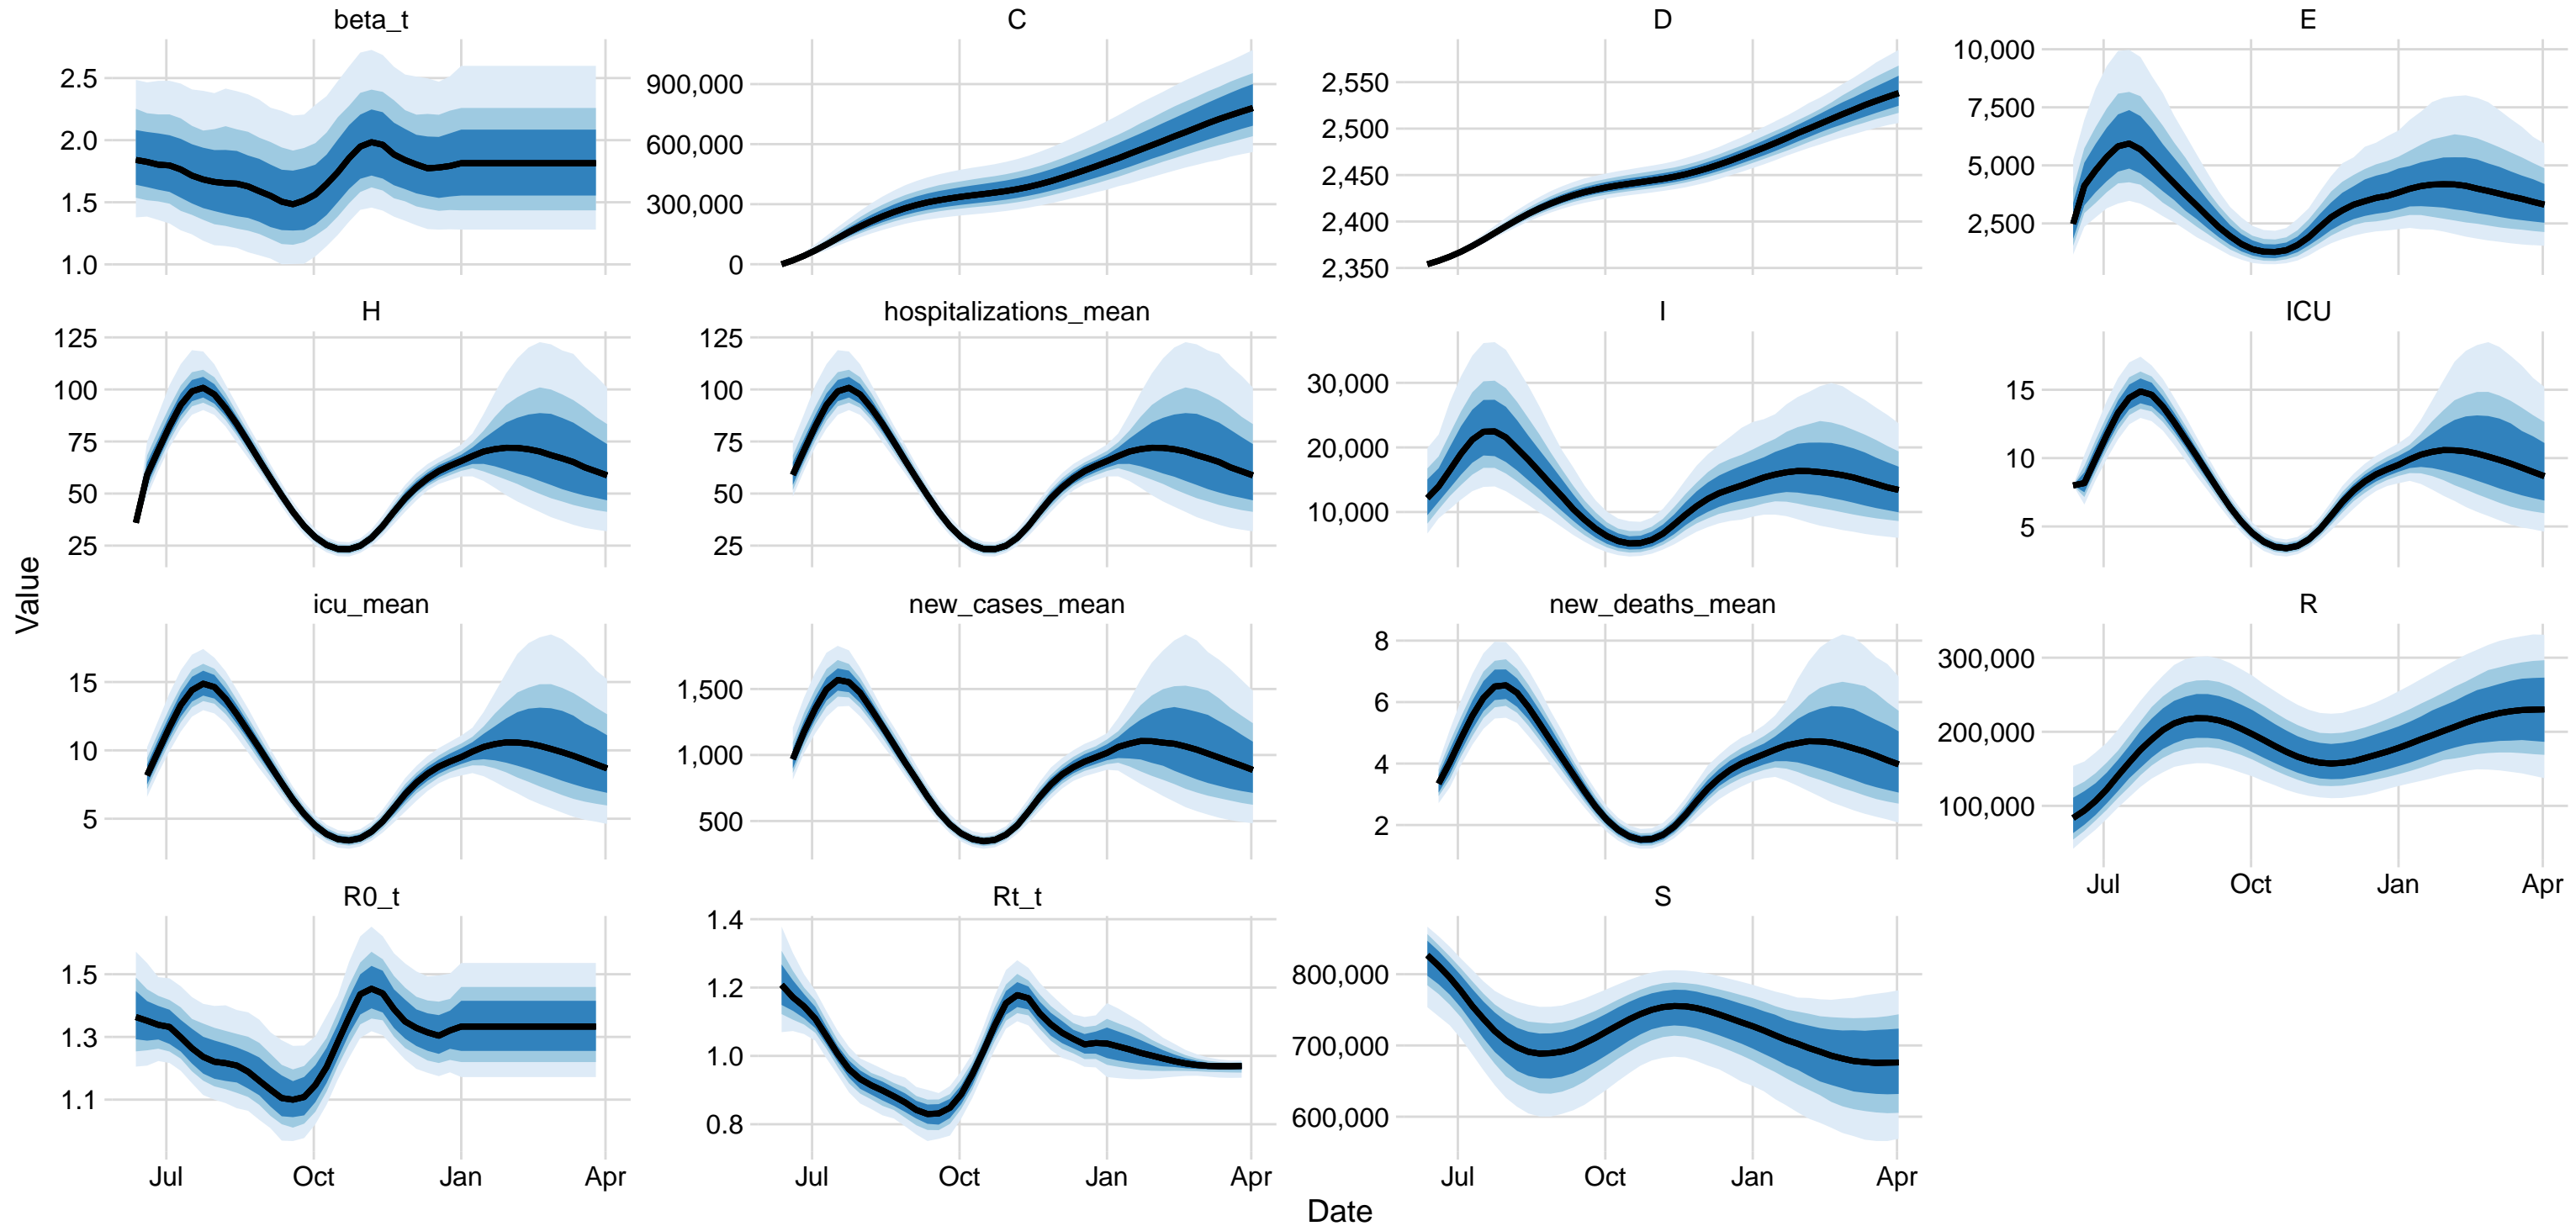 beta_t
C
D
E
2.5
2.0
1.5
1.0
900,000
600,000
300,000
0
2,550
2,500
2,450
2,400
2,350
10,000
7,500
5,000
2,500
H
hospitalizations_mean
I
ICU
125
100
75
50
25
125
100
75
50
25
30,000
20,000
10,000
15
10
5
icu_mean
new_cases_mean
new_deaths_mean
R
15
10
5
1,500
1,000
500
8
6
4
2
300,000
200,000
100,000
Jul Oct Jan Apr
R0_t
Rt_t
S
1.5
1.3
1.1
1.4
1.2
1.0
0.8
800,000
700,000
600,000
Jul Oct Jan Apr
Jul Oct Jan Apr
Jul Oct Jan Apr
Value
Date